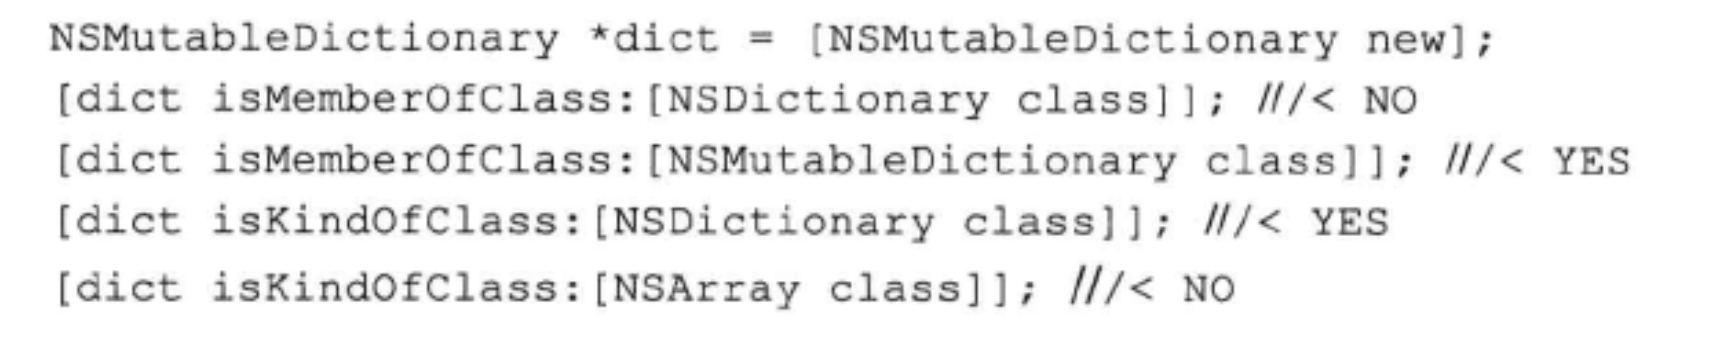 NSMutableDictionary *dict = [NSMutableDictionary new];
[dict isMemberOfClass:[NSDictionary class]]; ///< NO
[dict isMemberOfClass:[NSMutableDictionary class]]; ///< YES
[dict isKindOfClass:[NSDictionary class]]; ///< YES
[dict isKindOfClass:[NSArray class]]; ///< NO